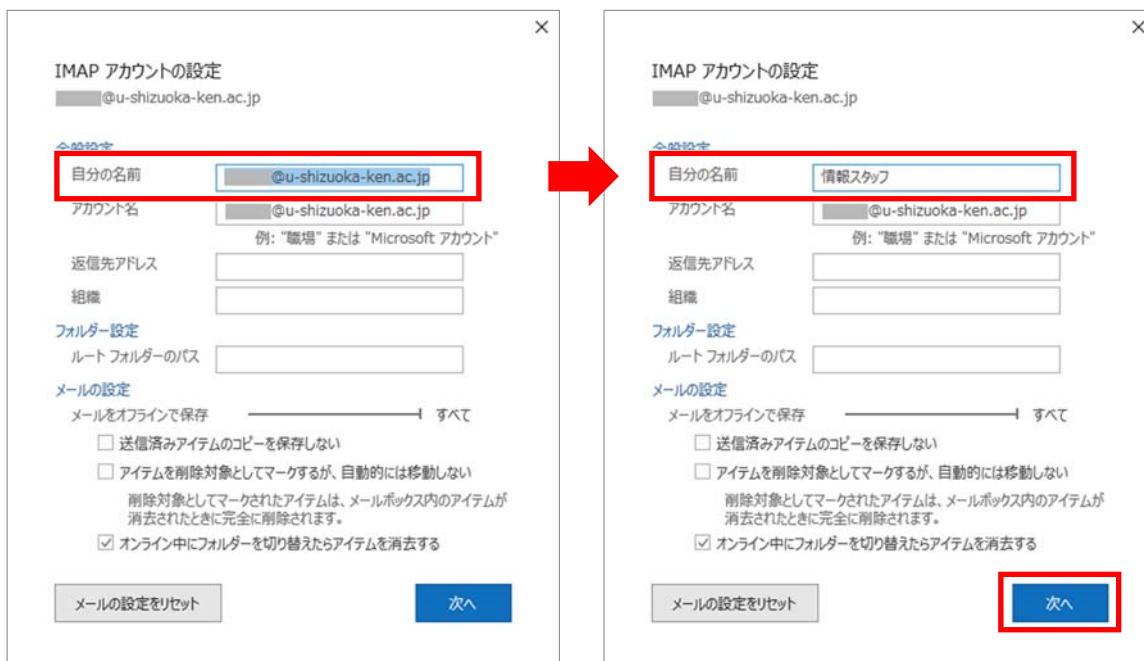 IMAP アカウントの設定
@u-shizuoka-ken.ac.jp
全般設定
自分の名前 @u-shizuoka-ken.ac.jp
アカウント名 @u-shizuoka-ken.ac.jp
例: "職場" または "Microsoft アカウント"
返信先アドレス
組織
フォルダー設定
ルート フォルダーのパス
メールの設定
メールをオフラインで保存 すべて
送信済みアイテムのコピーを保存しない
アイテムを削除対象としてマークするが、自動的には移動しない
削除対象としてマークされたアイテムは、メールボックス内のアイテムが
消去されたときに完全に削除されます。
オンライン中にフォルダーを切り替えたらアイテムを消去する
メールの設定をリセット 次へ
IMAP アカウントの設定
@u-shizuoka-ken.ac.jp
全般設定
自分の名前 情報スタッフ
アカウント名 @u-shizuoka-ken.ac.jp
例: "職場" または "Microsoft アカウント"
返信先アドレス
組織
フォルダー設定
ルート フォルダーのパス
メールの設定
メールをオフラインで保存 すべて
送信済みアイテムのコピーを保存しない
アイテムを削除対象としてマークするが、自動的には移動しない
削除対象としてマークされたアイテムは、メールボックス内のアイテムが
消去されたときに完全に削除されます。
オンライン中にフォルダーを切り替えたらアイテムを消去する
メールの設定をリセット 次へ